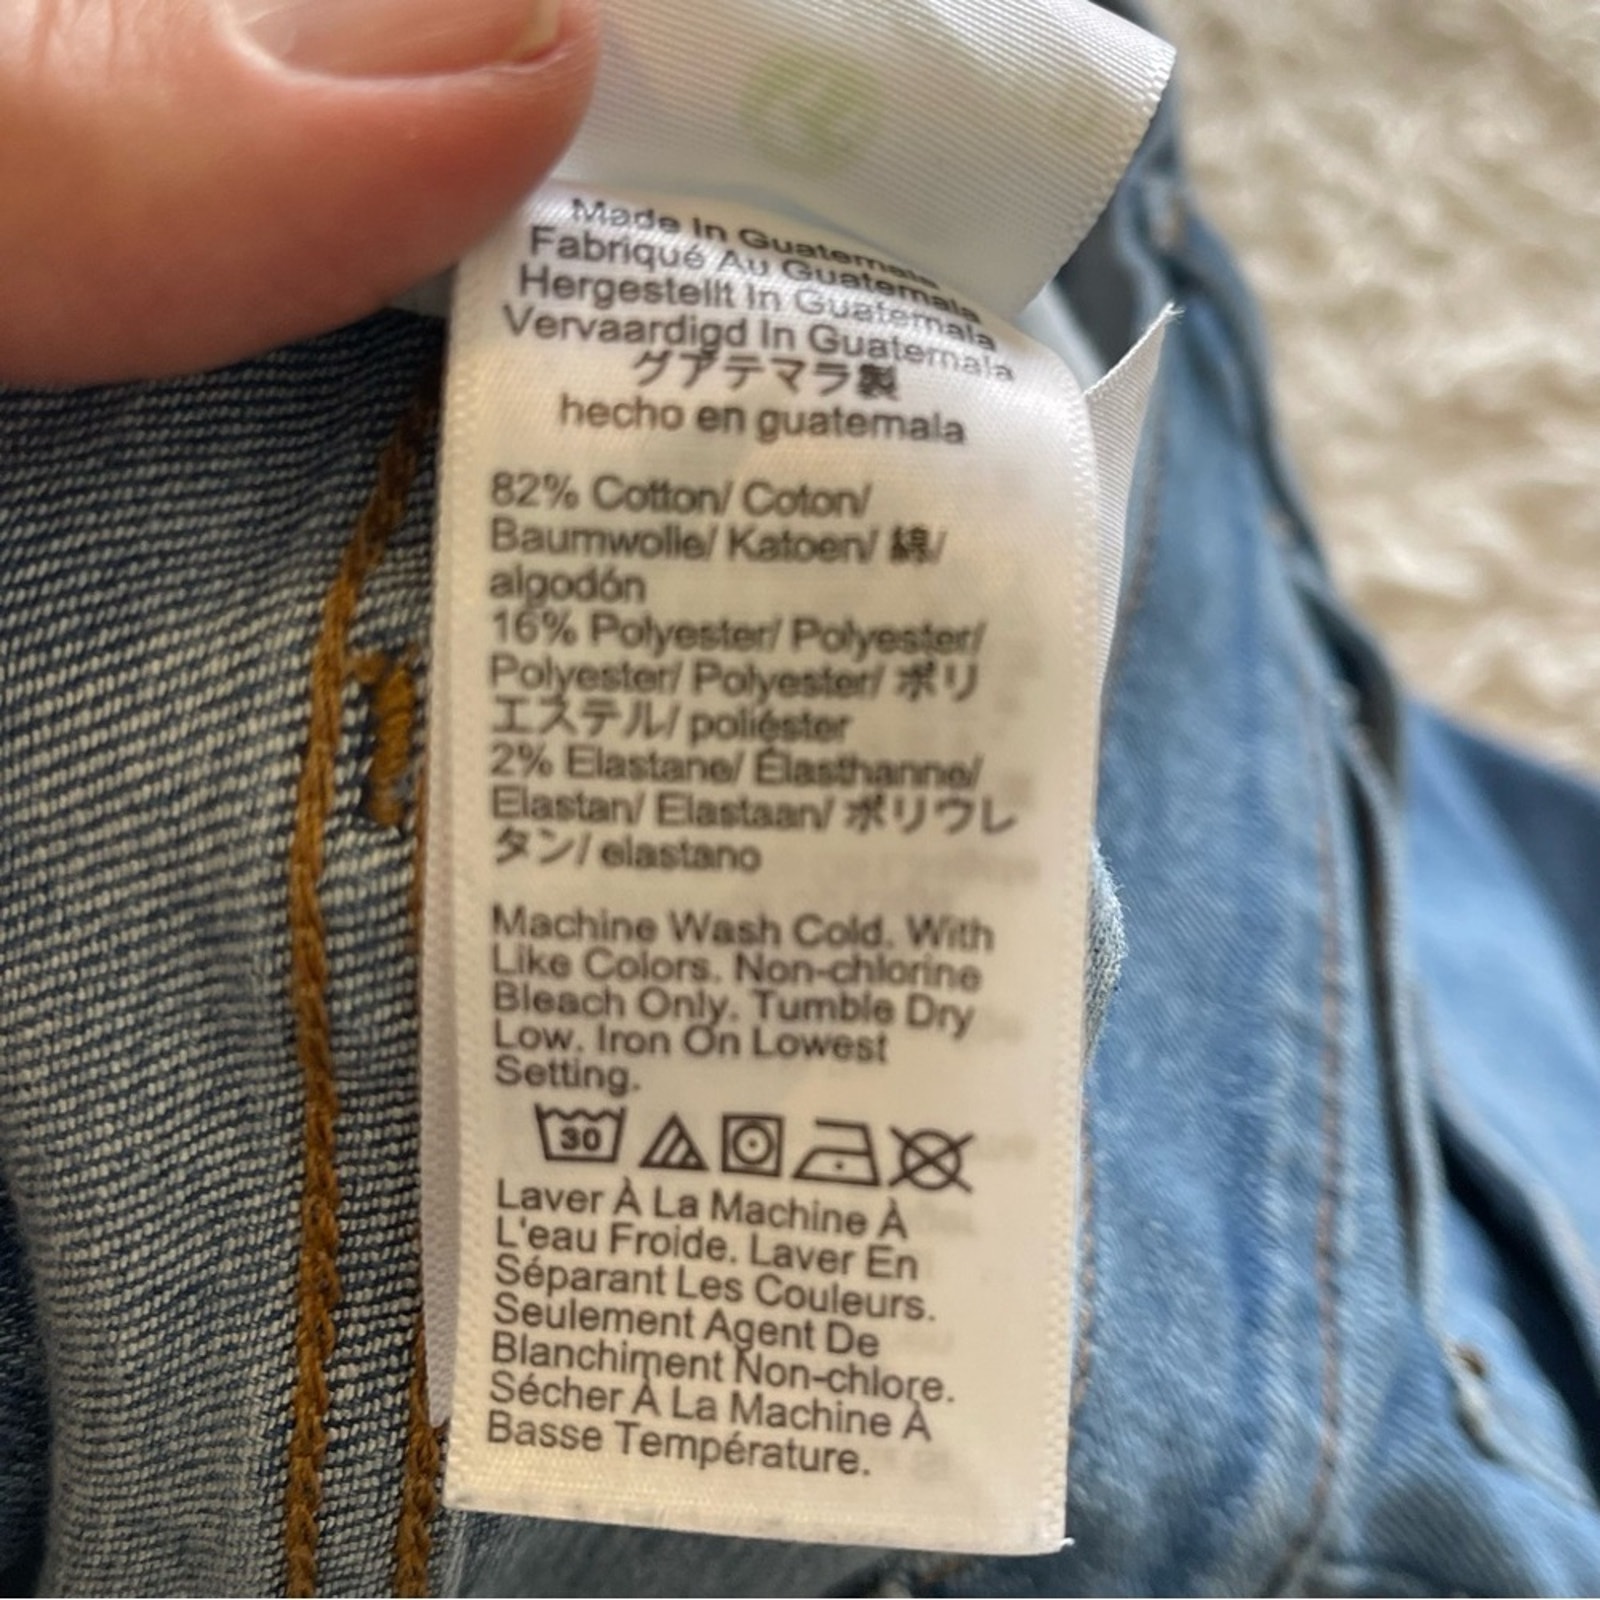 Made In Guatemala
Fabriqué Au Guatemala
Hergestellt In Guatemala
Vervaardigd In Guatemala
グアテマラ製
hecho en guatemala
82% Cotton/ Coton/
Baumwolle/ Katoen/ 綿/
algodón
16% Polyester/ Polyester/
Polyester/ Polyester/ ポリ
エステル/ poliéster
2% Elastane/ Élasthanne/
Elastan/ Elastaan/ ポリウレ
タン/ elastano
Machine Wash Cold. With
Like Colors. Non-chlorine
Bleach Only. Tumble Dry
Low. Iron On Lowest
Setting.
30
Laver À La Machine À
L'eau Froide. Laver En
Séparant Les Couleurs.
Seulement Agent De
Blanchiment Non-chlore.
Sécher À La Machine À
Basse Température.